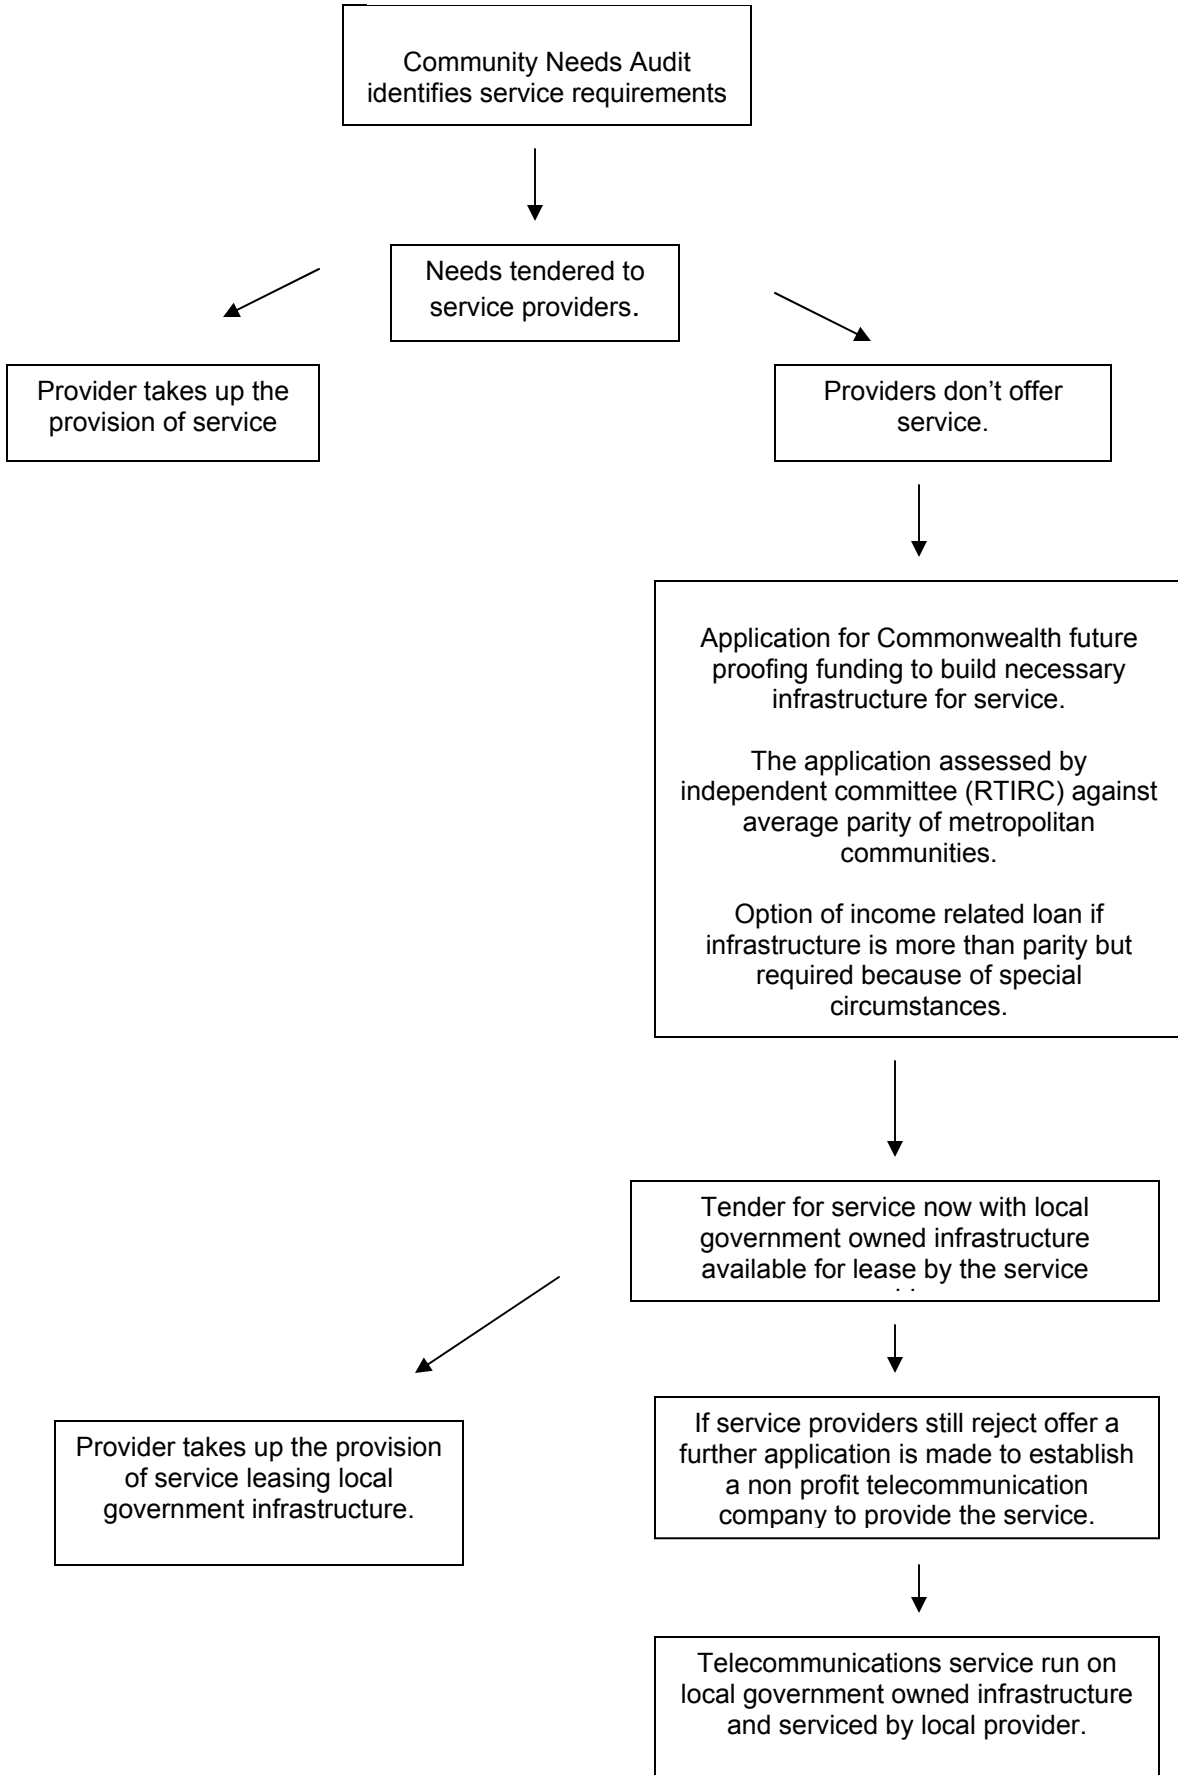 Community Needs Audit
identifies service requirements
Needs tendered to
service providers.
Provider takes up the
provision of service
Providers don’t offer
service.
Application for Commonwealth future
proofing funding to build necessary
infrastructure for service.
The application assessed by
independent committee (RTIRC) against
average parity of metropolitan
communities.
Option of income related loan if
infrastructure is more than parity but
required because of special
circumstances.
Tender for service now with local
government owned infrastructure
available for lease by the service
Provider takes up the provision
of service leasing local
government infrastructure.
If service providers still reject offer a
further application is made to establish
a non profit telecommunication
company to provide the service.
Telecommunications service run on
local government owned infrastructure
and serviced by local provider.